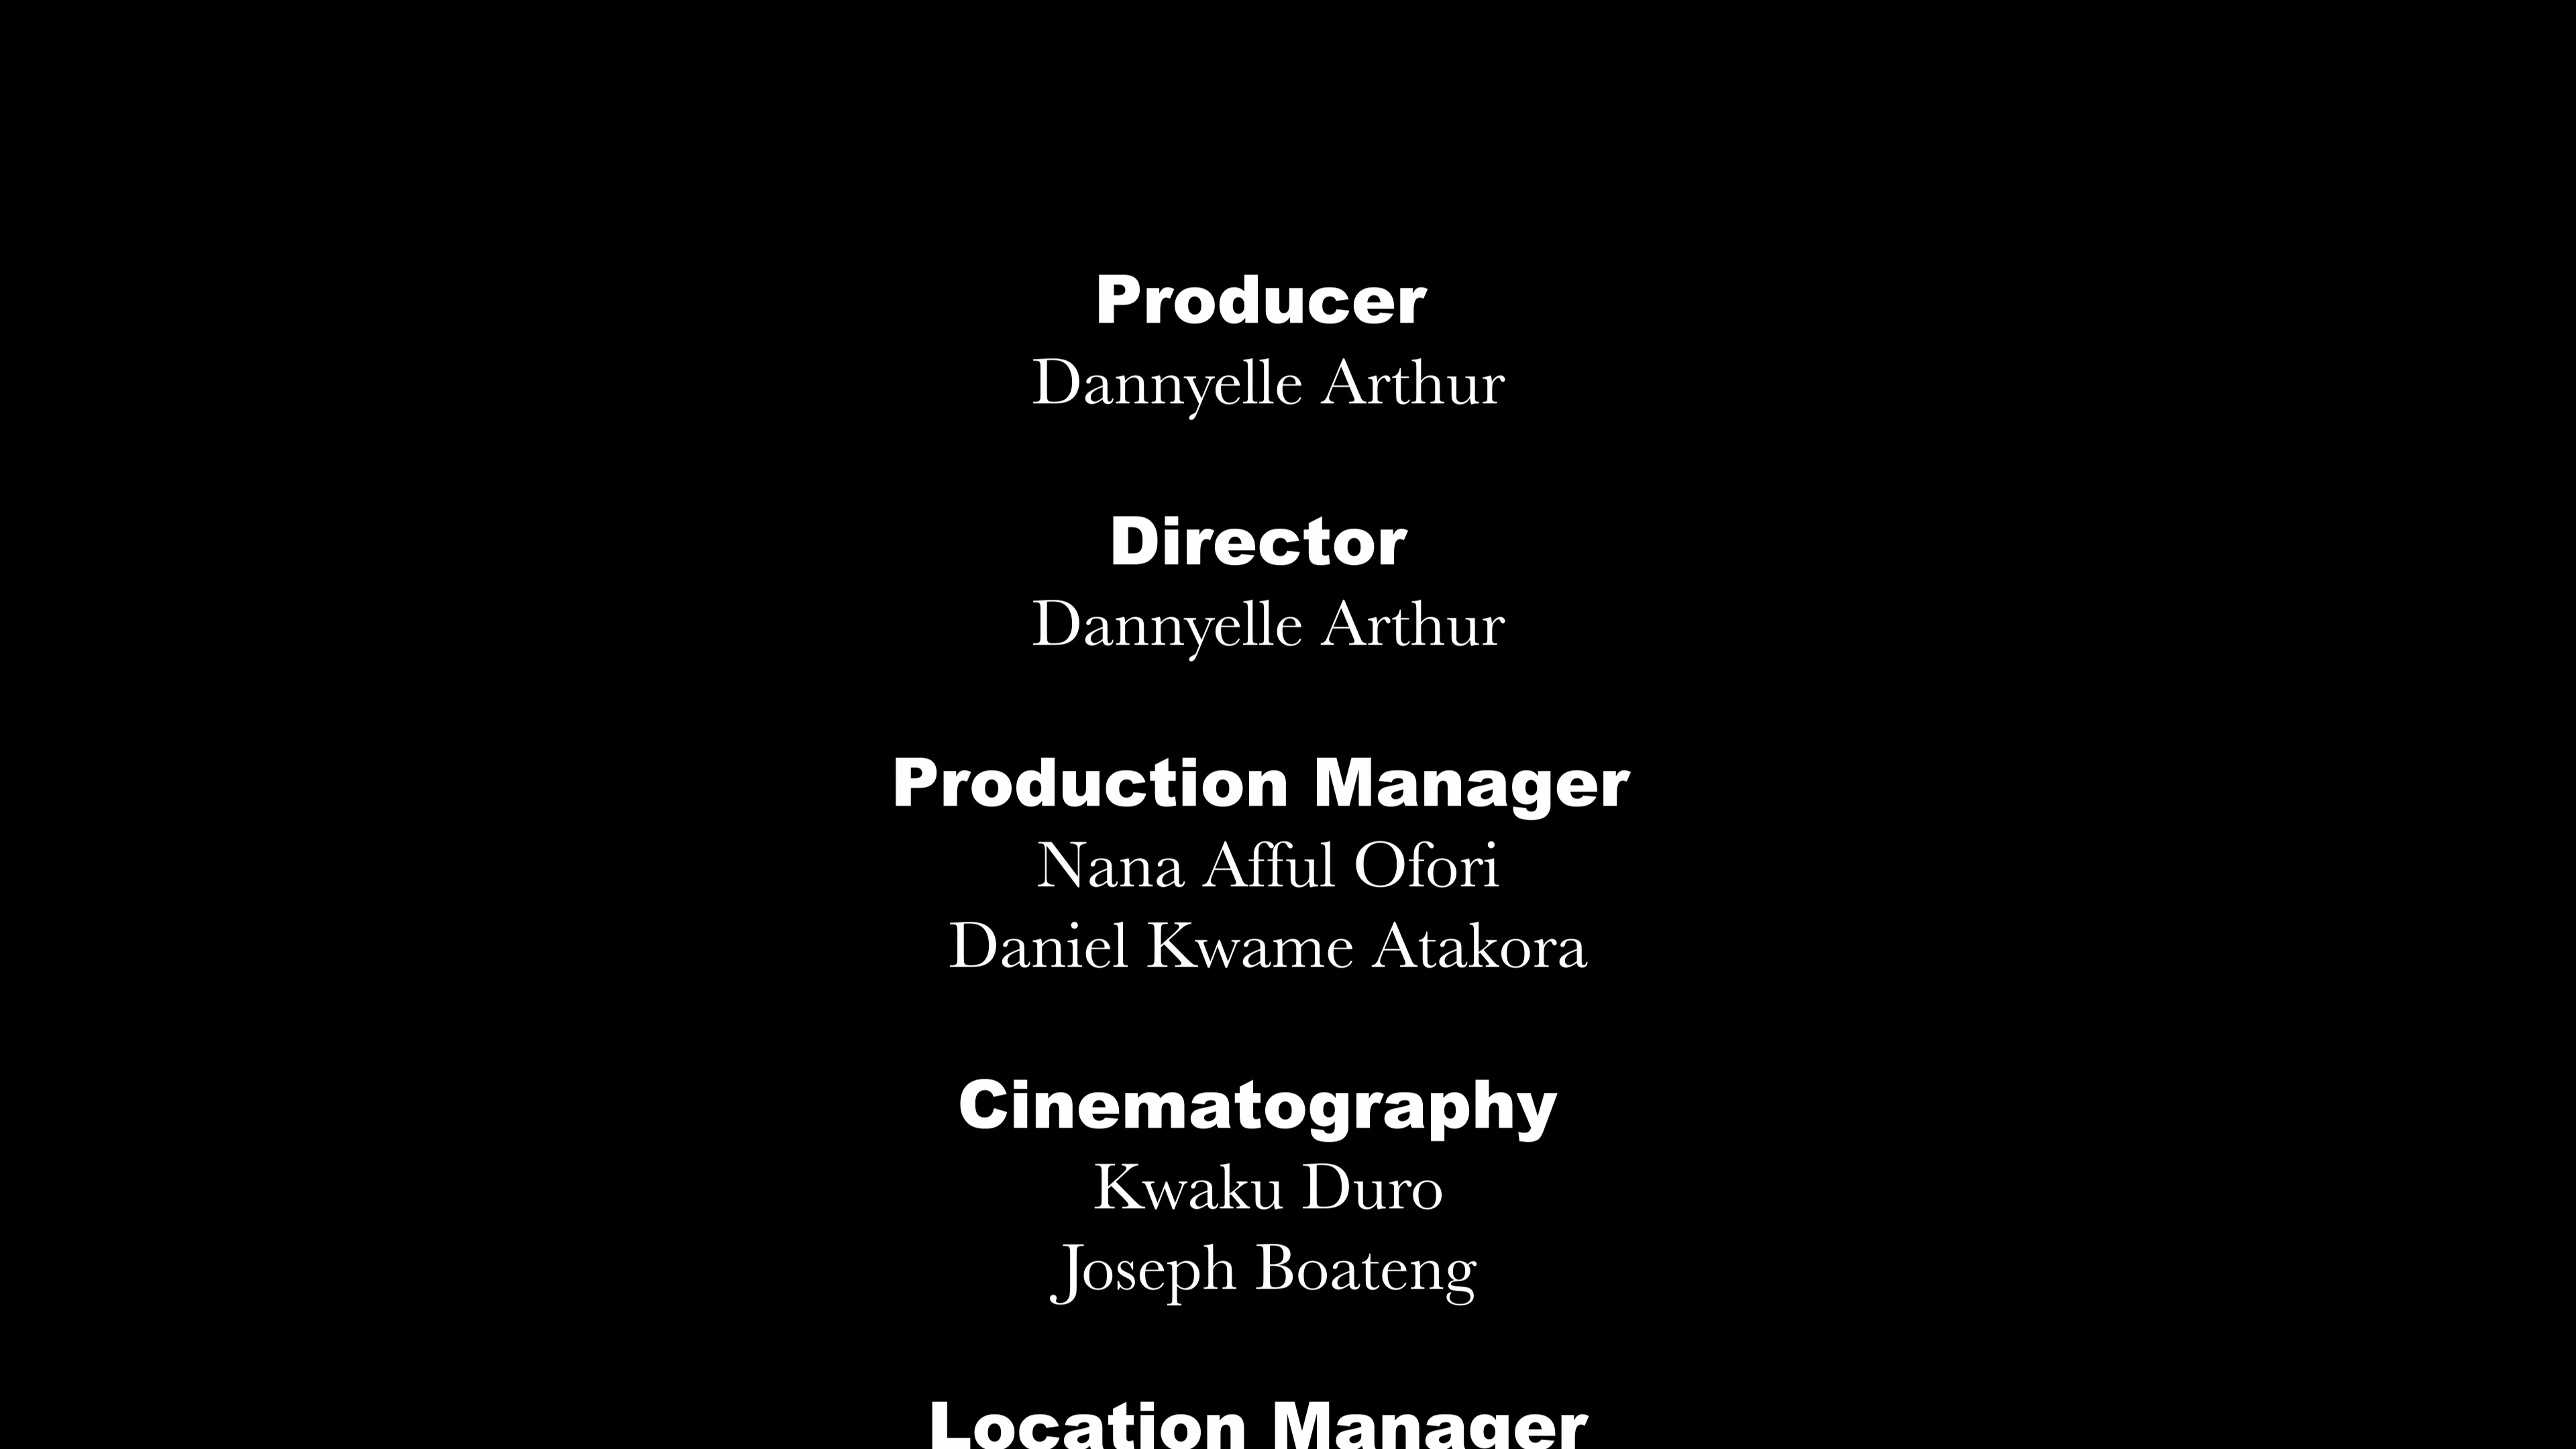 Producer
Dannyelle Arthur
Director
Dannyelle Arthur
Production Manager
Nana Afful Ofori
Daniel Kwame Atakora
Cinematography
Kwaku Duro
Joseph Boateng
Location Manager